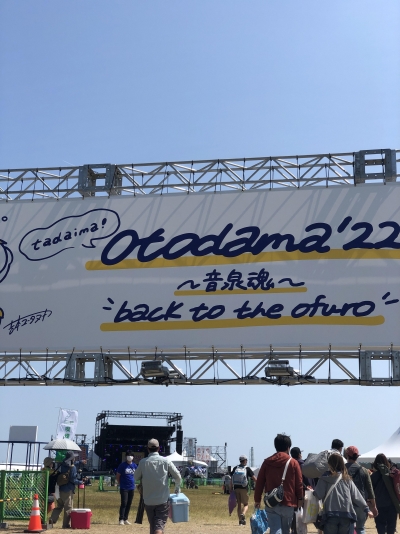 tadaima!
Otodama'22
～音泉魂～
"back to the ofuro"